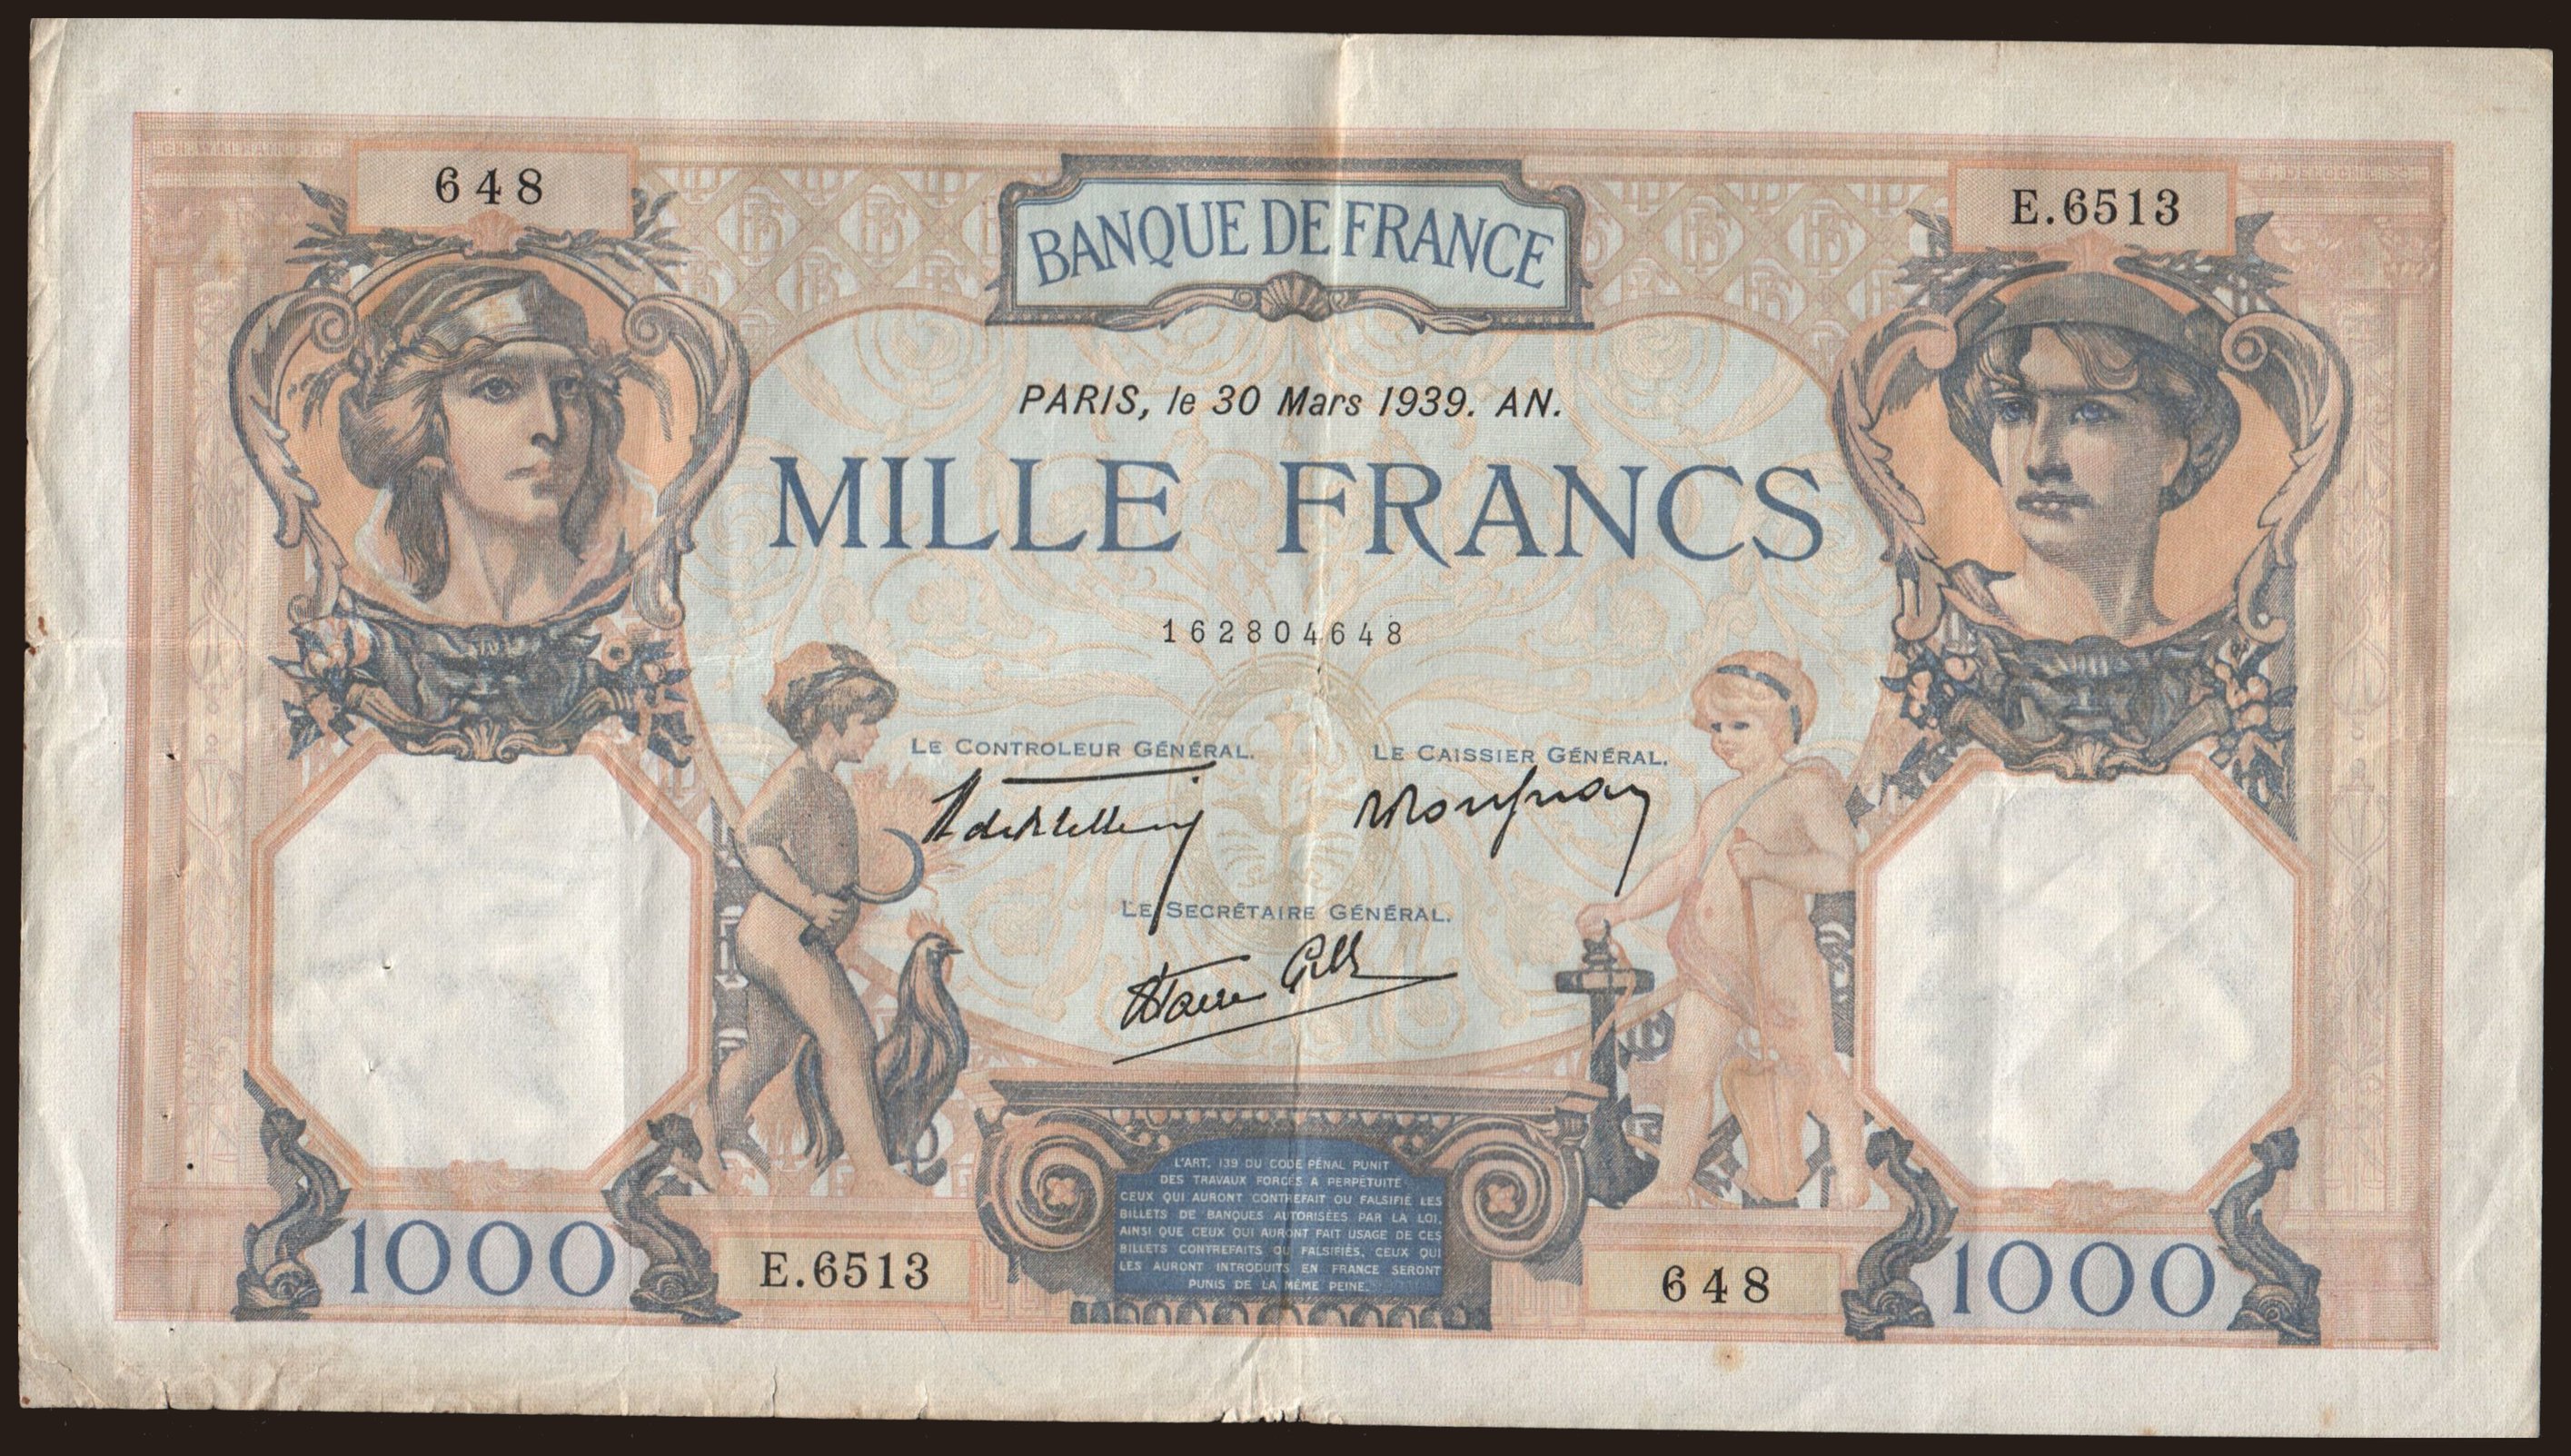 648
E.6513
BANQUE DE FRANCE
PARIS, le 30 Mars 1939. AN.
MILLE FRANCS
162804648
LE CONTROLEUR GÉNÉRAL.
LE CAISSIER GÉNÉRAL.
LE SECRÉTAIRE GÉNÉRAL.
L'ART. 139 DU CODE PÉNAL PUNIT
DES TRAVAUX FORCÉS À PERPÉTUITÉ
CEUX QUI AURONT CONTREFAIT OU FALSIFIÉ LES
BILLETS DE BANQUES AUTORISÉES PAR LA LOI,
AINSI QUE CEUX QUI AURONT FAIT USAGE DE CES
BILLETS CONTREFAITS OU FALSIFIÉS, CEUX QUI
LES AURONT INTRODUITS EN FRANCE SERONT
PUNIS DE LA MÊME PEINE.
1000
E.6513
648
1000